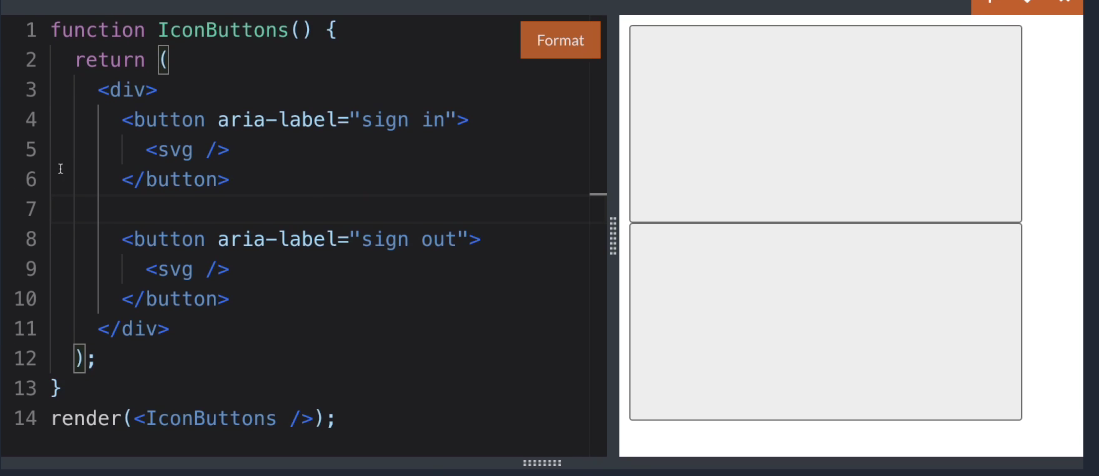 1 function IconButtons() {
2 return (
3 <div>
4 <button aria-label="sign in">
5 <svg />
6 </button>
7
8 <button aria-label="sign out">
9 <svg />
10 </button>
11 </div>
12 );
13 }
14 render(<IconButtons />);
Format